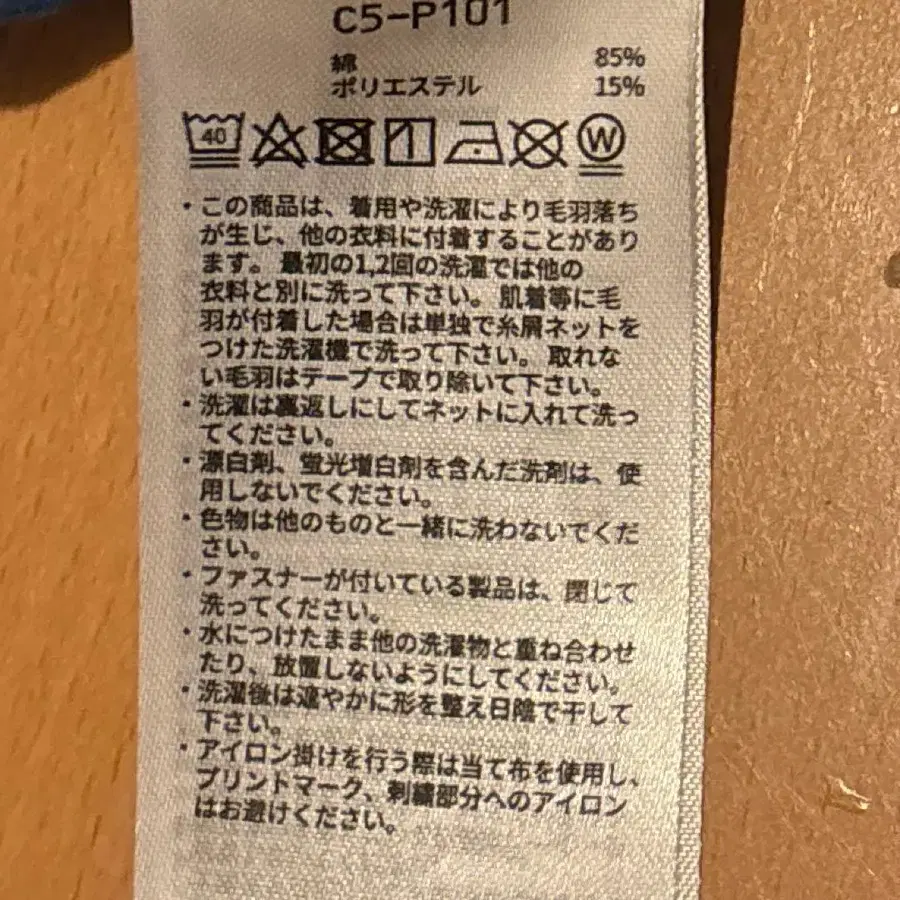 C5-P101
綿 85%
ポリエステル 15%
40 W
・この商品は、着用や洗濯により毛羽落ち
が生じ、他の衣料に付着することがあり
ます。最初の1,2回の洗濯では他の
衣料と別に洗って下さい。肌着等に毛
羽が付着した場合は単独で糸屑ネットを
つけた洗濯機で洗って下さい。取れな
い毛羽はテープで取り除いて下さい。
・洗濯は裏返しにしてネットに入れて洗っ
てください。
・漂白剤、蛍光増白剤を含んだ洗剤は、使
用しないでください。
・色物は他のものと一緒に洗わないでくだ
さい。
・ファスナーが付いている製品は、閉じて
洗ってください。
・水につけたまま他の洗濯物と重ね合わせ
たり、放置しないようにしてください。
・洗濯後は速やかに形を整え日陰で干して
下さい。
・アイロン掛けを行う際は当て布を使用し、
プリントマーク、刺繍部分へのアイロン
はお避けください。